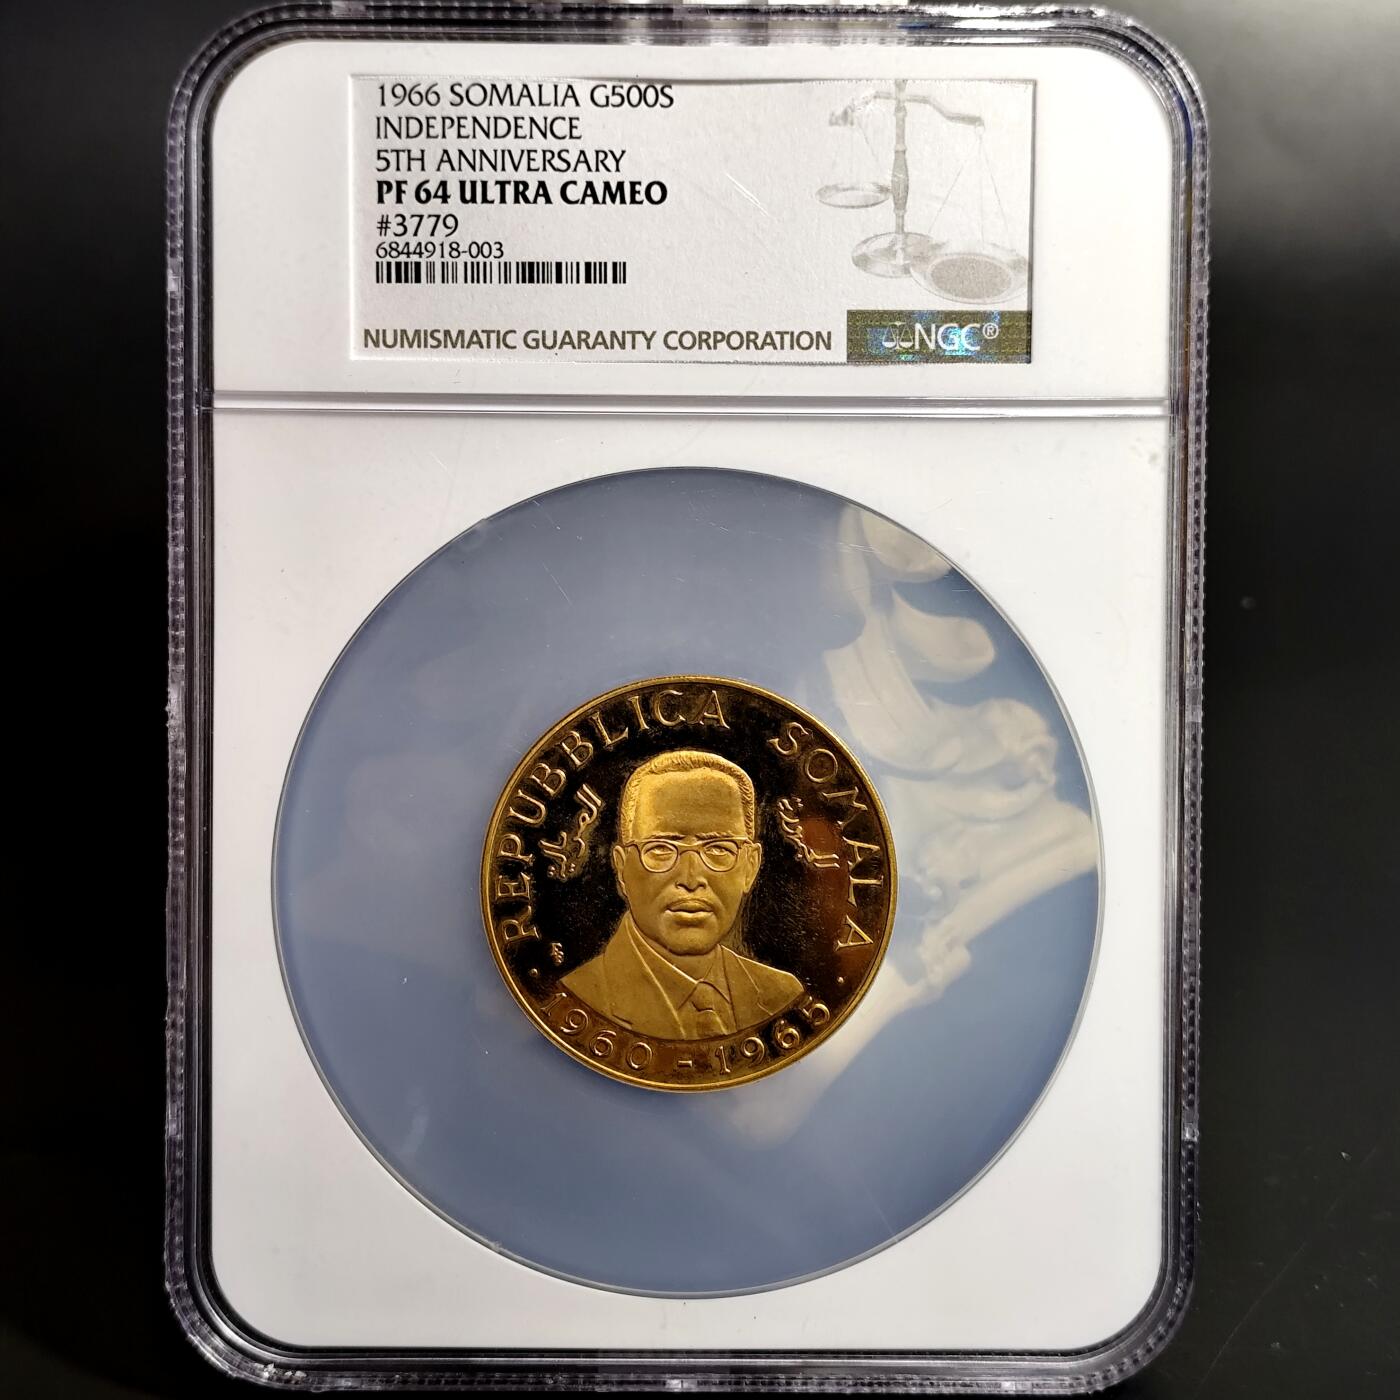 1966 SOMALIA G500S
INDEPENDENCE
5TH ANNIVERSARY
PF 64 ULTRA CAMEO
#3779
6844918-003
NUMISMATIC GUARANTY CORPORATION
NGC®
REPUBBLICA SOMALA
الصومالية
1960 - 1965